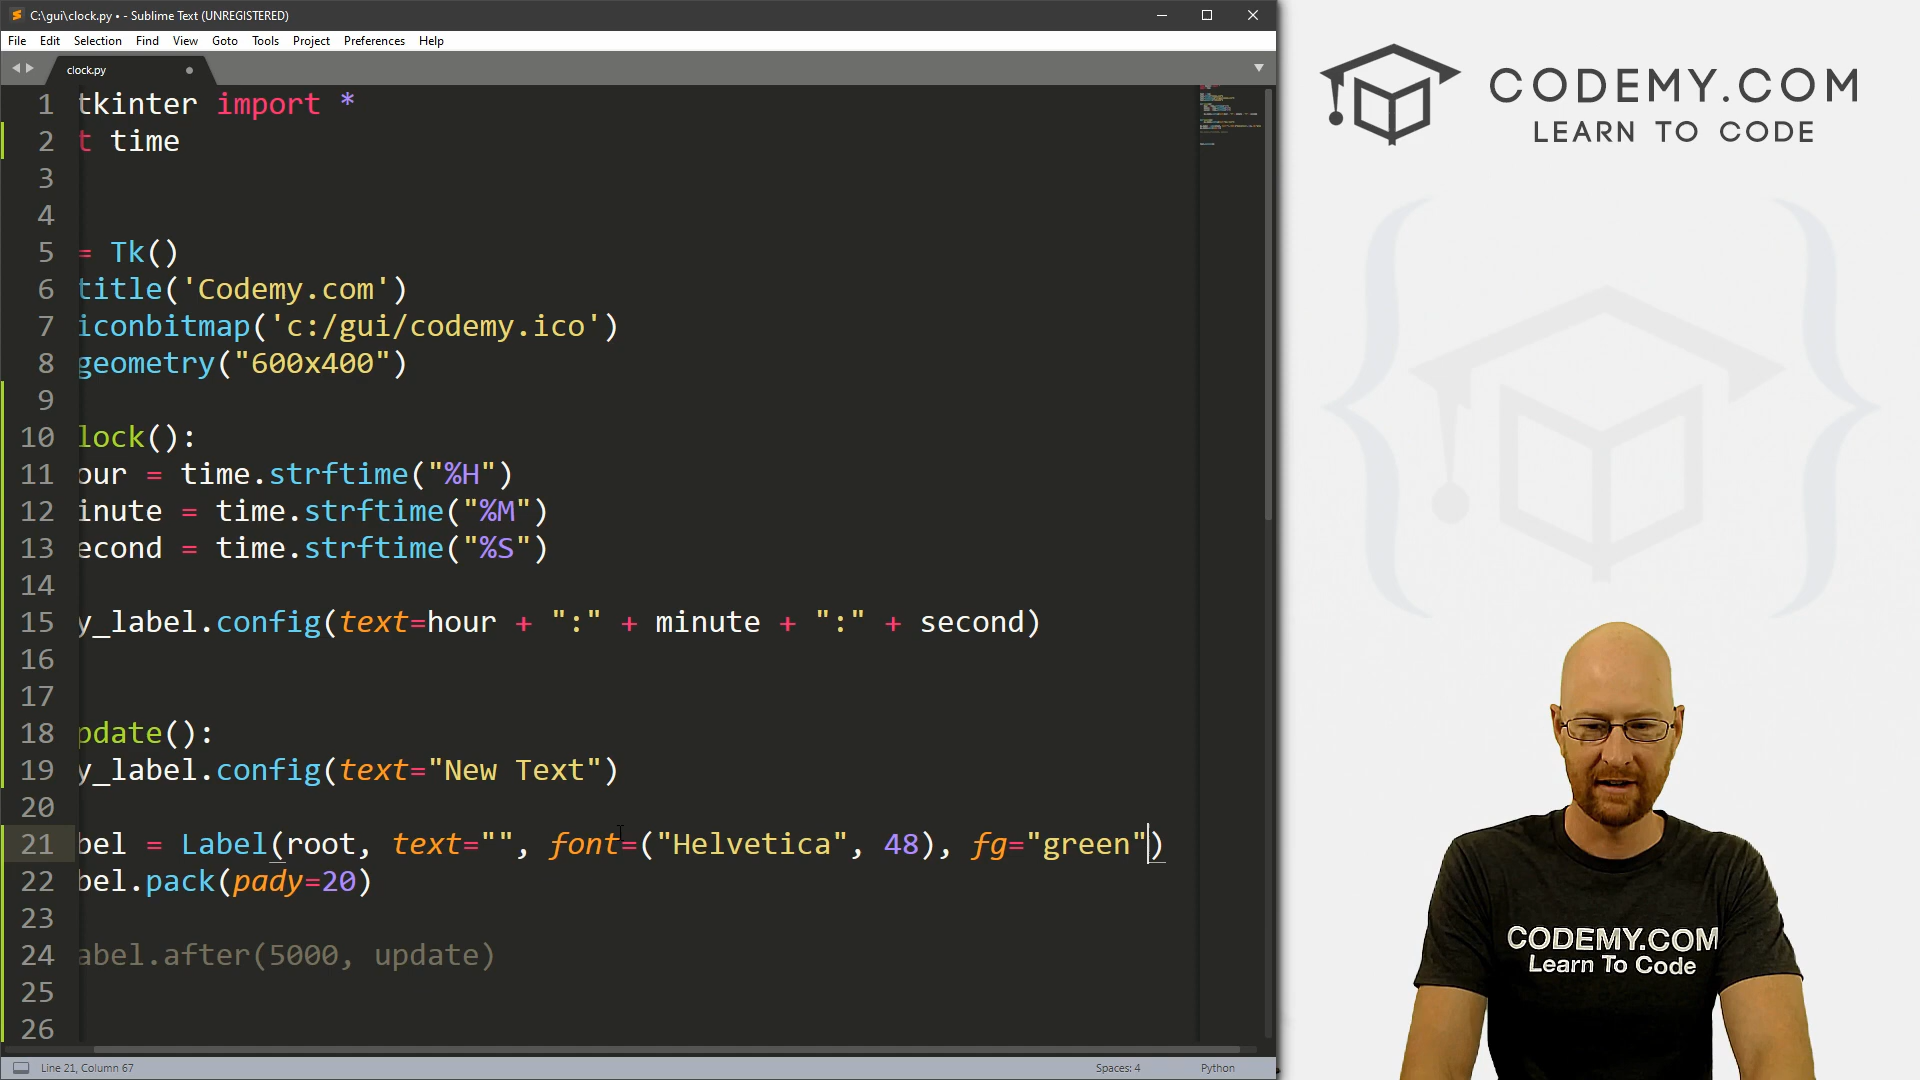 C:\gui\clock.py • - Sublime Text (UNREGISTERED)
File Edit Selection Find View Goto Tools Project Preferences Help
clock.py
1 tkinter import *
2 t time
3
4
5 = Tk()
6 title('Codemy.com')
7 iconbitmap('c:/gui/codemy.ico')
8 geometry("600x400")
9
10 lock():
11 our = time.strftime("%H")
12 inute = time.strftime("%M")
13 econd = time.strftime("%S")
14
15 y_label.config(text=hour + ":" + minute + ":" + second)
16
17
18 pdate():
19 y_label.config(text="New Text")
20
21 bel = Label(root, text="", font=("Helvetica", 48), fg="green")
22 bel.pack(pady=20)
23
24 abel.after(5000, update)
25
26
Line 21, Column 67
Spaces: 4
Python
CODEMY.COM
LEARN TO CODE
CODEMY.COM
Learn To Code